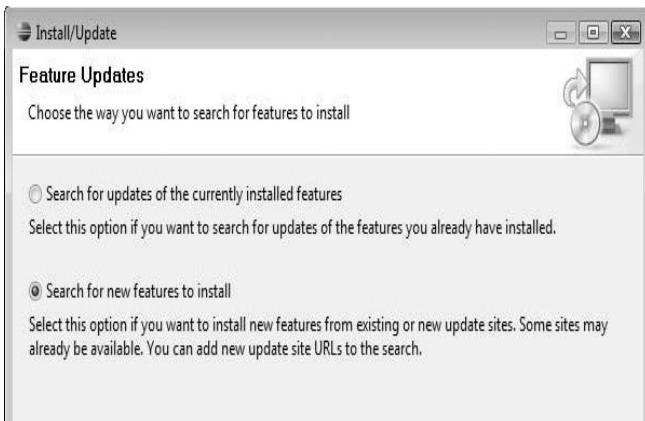 Install/Update
Feature Updates
Choose the way you want to search for features to install
Search for updates of the currently installed features
Select this option if you want to search for updates of the features you already have installed.
Search for new features to install
Select this option if you want to install new features from existing or new update sites. Some sites may
already be available. You can add new update site URLs to the search.